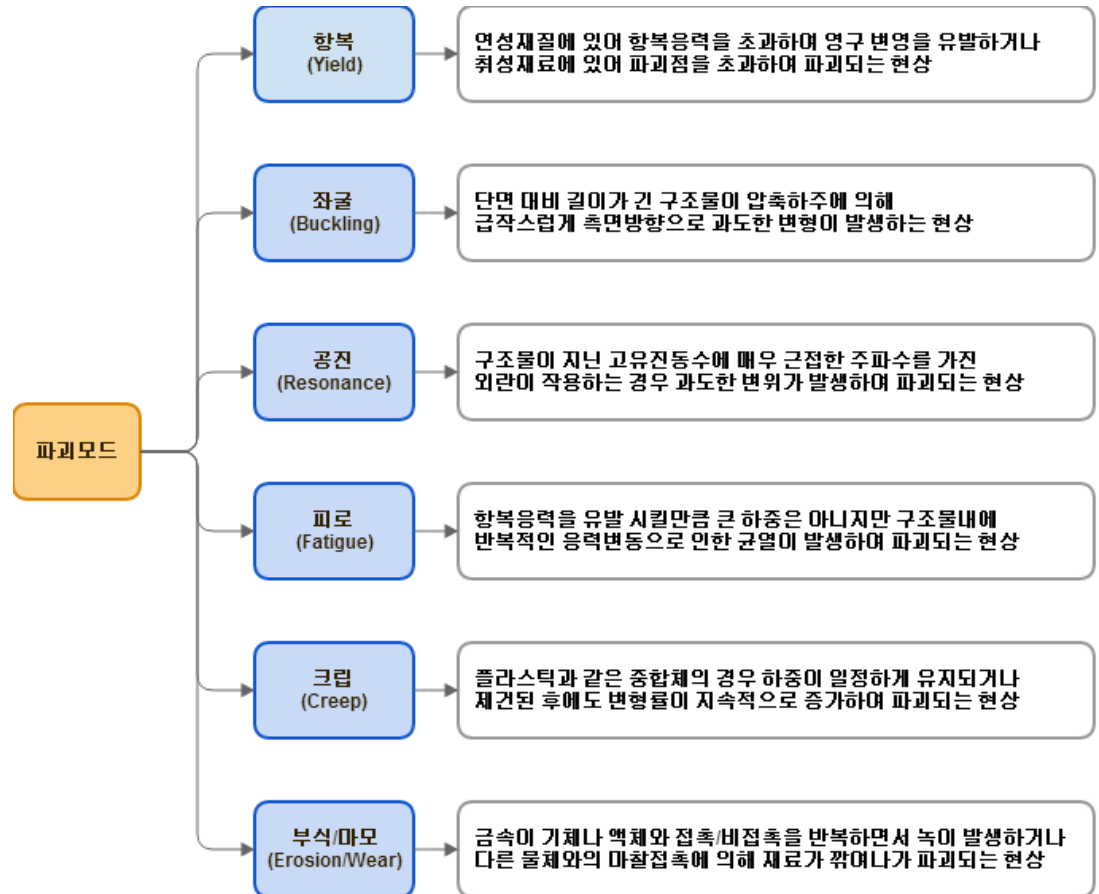 항복
(Yield)
연성재질에 있어 항복응력을 초과하여 영구 변영을 유발하거나
취성재료에 있어 파괴점을 초과하여 파괴되는 현상
좌굴
(Buckling)
단면 대비 길이가 긴 구조물이 압축하주에 의해
급작스럽게 측면방향으로 과도한 변형이 발생하는 현상
공진
(Resonance)
구조물이 지닌 고유진동수에 매우 근접한 주파수를 가진
외란이 작용하는 경우 과도한 변위가 발생하여 파괴되는 현상
파괴모드
피로
(Fatigue)
항복응력을 유발 시킬만큼 큰 하중은 아니지만 구조물내에
반복적인 응력변동으로 인한 균열이 발생하여 파괴되는 현상
크립
(Creep)
플라스틱과 같은 중합체의 경우 하중이 일정하게 유지되거나
제건된 후에도 변형률이 지속적으로 증가하여 파괴되는 현상
부식/마모
(Erosion/Wear)
금속이 기체나 액체와 접촉/비접촉을 반복하면서 녹이 발생하거나
다른 물체와의 마찰접촉에 의해 재료가 깎여나가 파괴되는 현상